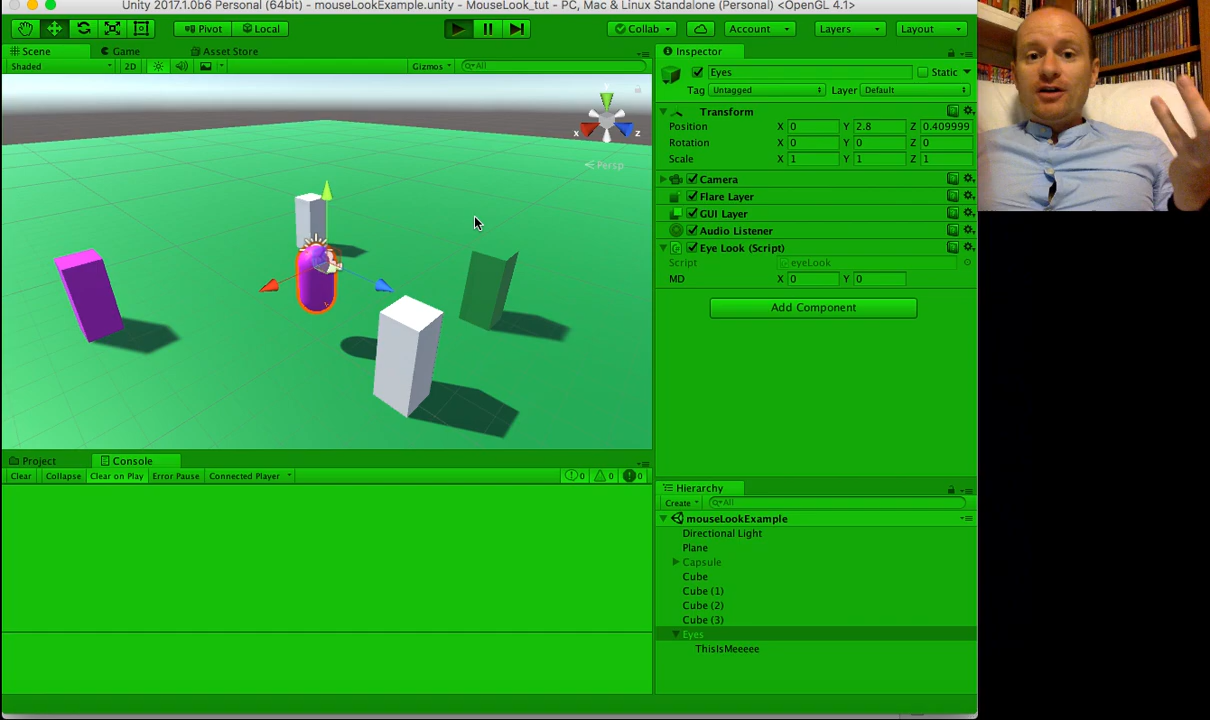 Unity 2017.1.0b6 Personal (64bit) - mouseLookExample.unity - MouseLook_tut - PC, Mac & Linux Standalone (Personal) <OpenGL 4.1>
Pivot Local Collab Account Layers Layout
Scene Game Asset Store
Shaded 2D Gizmos All
y
x z
Persp
Inspector
Eyes Static
Tag Untagged Layer Default
Transform
Position X 0 Y 2.8 Z 0.409999
Rotation X 0 Y 0 Z 0
Scale X 1 Y 1 Z 1
Camera
Flare Layer
GUI Layer
Audio Listener
Eye Look (Script)
Script eyeLook
MD X 0 Y 0
Add Component
Project Console
Clear Collapse Clear on Play Error Pause Connected Player 0 0 0
Hierarchy
Create All
mouseLookExample
Directional Light
Plane
Capsule
Cube
Cube (1)
Cube (2)
Cube (3)
Eyes
ThisIsMeeeee